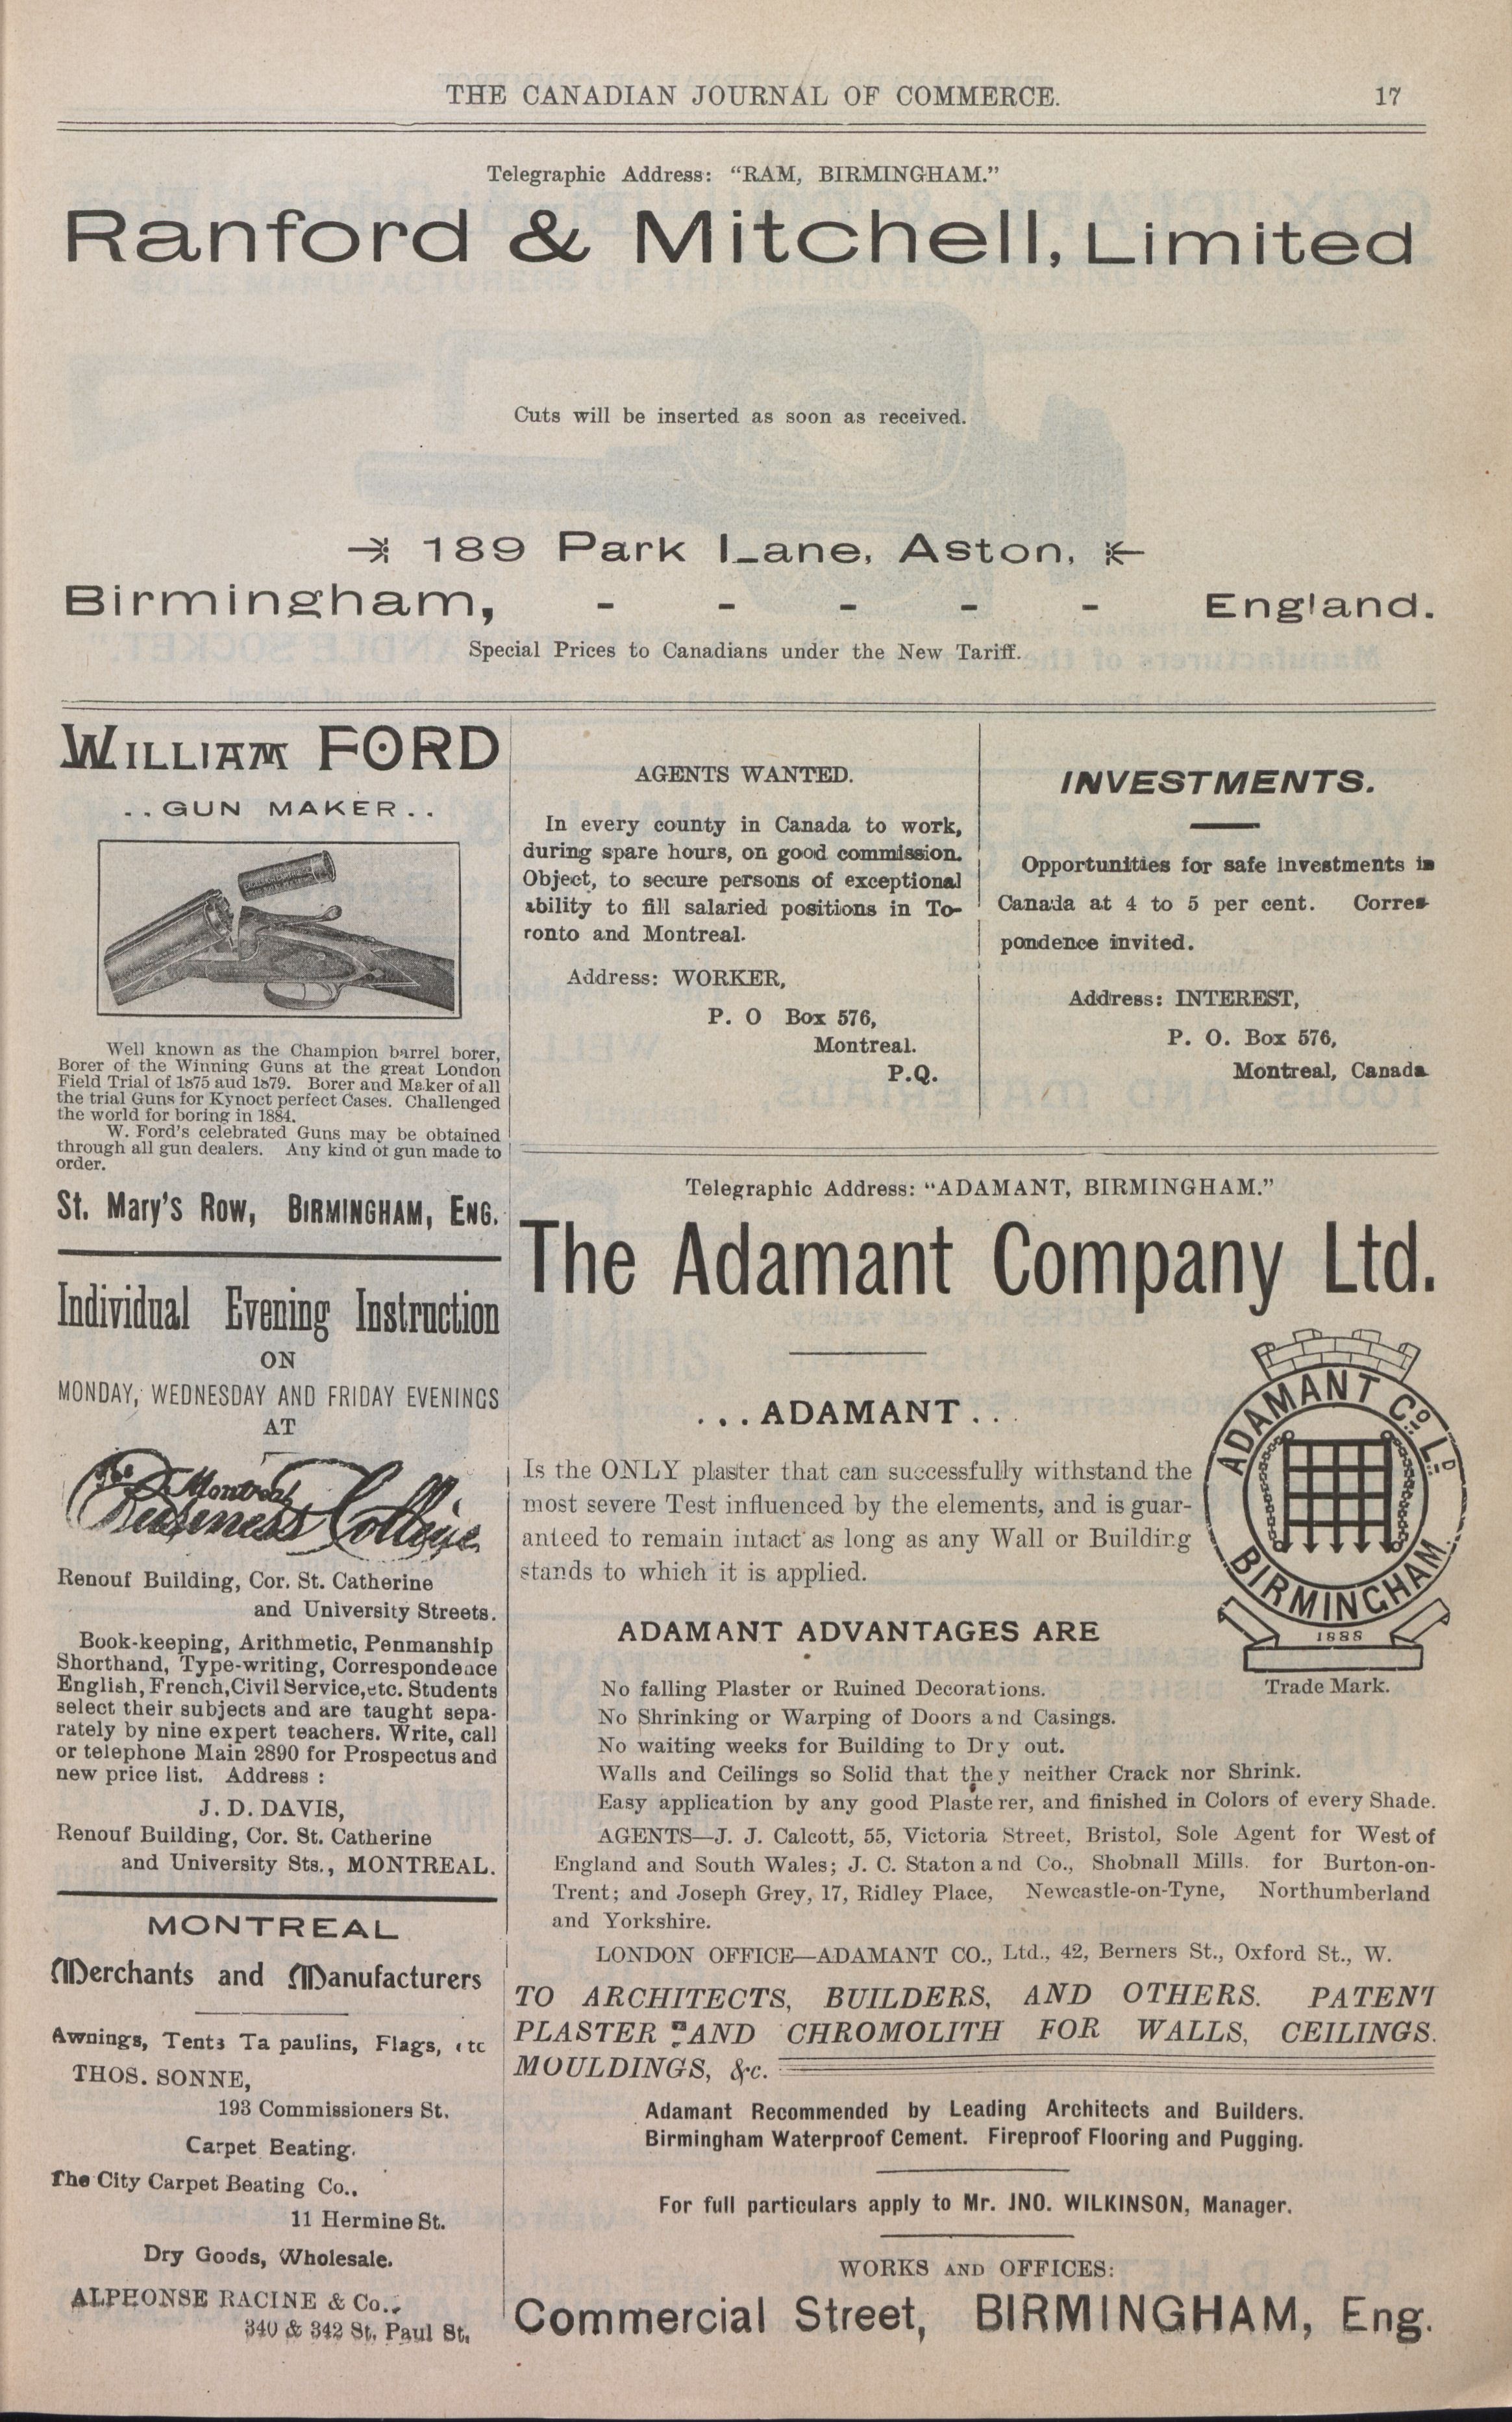 THE CANADIAN JOURNAL OF COMMERCE. 17
Telegraphic Address: "RAM, BIRMINGHAM."
Ranford & Mitchell, Limited
Cuts will be inserted as soon as received.
189 Park Lane, Aston,
Birmingham, - - - - - England.
Special Prices to Canadians under the New Tariff.
WILLIAM FORD
..GUN MAKER..
Well known as the Champion barrel borer,
Borer of the Winning Guns at the great London
Field Trial of 1875 aud 1879. Borer and Maker of all
the trial Guns for Kynoct perfect Cases. Challenged
the world for boring in 1884.
W. Ford's celebrated Guns may be obtained
through all gun dealers. Any kind of gun made to
order.
St. Mary's Row, BIRMINGHAM, ENG.
Individual Evening Instruction
ON
MONDAY, WEDNESDAY AND FRIDAY EVENINGS
AT
The Montreal
Business College
Renouf Building, Cor. St. Catherine
and University Streets.
Book-keeping, Arithmetic, Penmanship
Shorthand, Type-writing, Correspondence
English, French, Civil Service, etc. Students
select their subjects and are taught sepa-
rately by nine expert teachers. Write, call
or telephone Main 2890 for Prospectus and
new price list. Address :
J. D. DAVIS,
Renouf Building, Cor. St. Catherine
and University Sts., MONTREAL.
MONTREAL
Merchants and Manufacturers
Awnings, Tents Ta paulins, Flags, etc
THOS. SONNE,
193 Commissioners St.
Carpet Beating.
The City Carpet Beating Co.,
11 Hermine St.
Dry Goods, Wholesale.
ALPHONSE RACINE & Co.,
340 & 342 St. Paul St.
AGENTS WANTED.
In every county in Canada to work,
during spare hours, on good commission.
Object, to secure persons of exceptional
ability to fill salaried positions in To-
ronto and Montreal.
Address: WORKER,
P. O Box 576,
Montreal.
P.Q.
INVESTMENTS.
Opportunities for safe investments in
Canada at 4 to 5 per cent. Corres-
pondence invited.
Address: INTEREST,
P. O. Box 576,
Montreal, Canada
Telegraphic Address: "ADAMANT, BIRMINGHAM."
The Adamant Company Ltd.
...ADAMANT...
Is the ONLY plaster that can successfully withstand the
most severe Test influenced by the elements, and is guar-
anteed to remain intact as long as any Wall or Building
stands to which it is applied.
ADAMANT CO. LD.
BIRMINGHAM
1888
Trade Mark.
ADAMANT ADVANTAGES ARE
No falling Plaster or Ruined Decorations.
No Shrinking or Warping of Doors and Casings.
No waiting weeks for Building to Dry out.
Walls and Ceilings so Solid that they neither Crack nor Shrink.
Easy application by any good Plasterer, and finished in Colors of every Shade.
AGENTS—J. J. Calcott, 55, Victoria Street, Bristol, Sole Agent for West of
England and South Wales; J. C. Staton and Co., Shobnall Mills. for Burton-on-
Trent; and Joseph Grey, 17, Ridley Place, Newcastle-on-Tyne, Northumberland
and Yorkshire.
LONDON OFFICE—ADAMANT CO., Ltd., 42, Berners St., Oxford St., W.
TO ARCHITECTS, BUILDERS, AND OTHERS. PATENT
PLASTER AND CHROMOLITH FOR WALLS, CEILINGS.
MOULDINGS, &c.
Adamant Recommended by Leading Architects and Builders.
Birmingham Waterproof Cement. Fireproof Flooring and Pugging.
For full particulars apply to Mr. JNO. WILKINSON, Manager.
WORKS AND OFFICES:
Commercial Street, BIRMINGHAM, Eng.